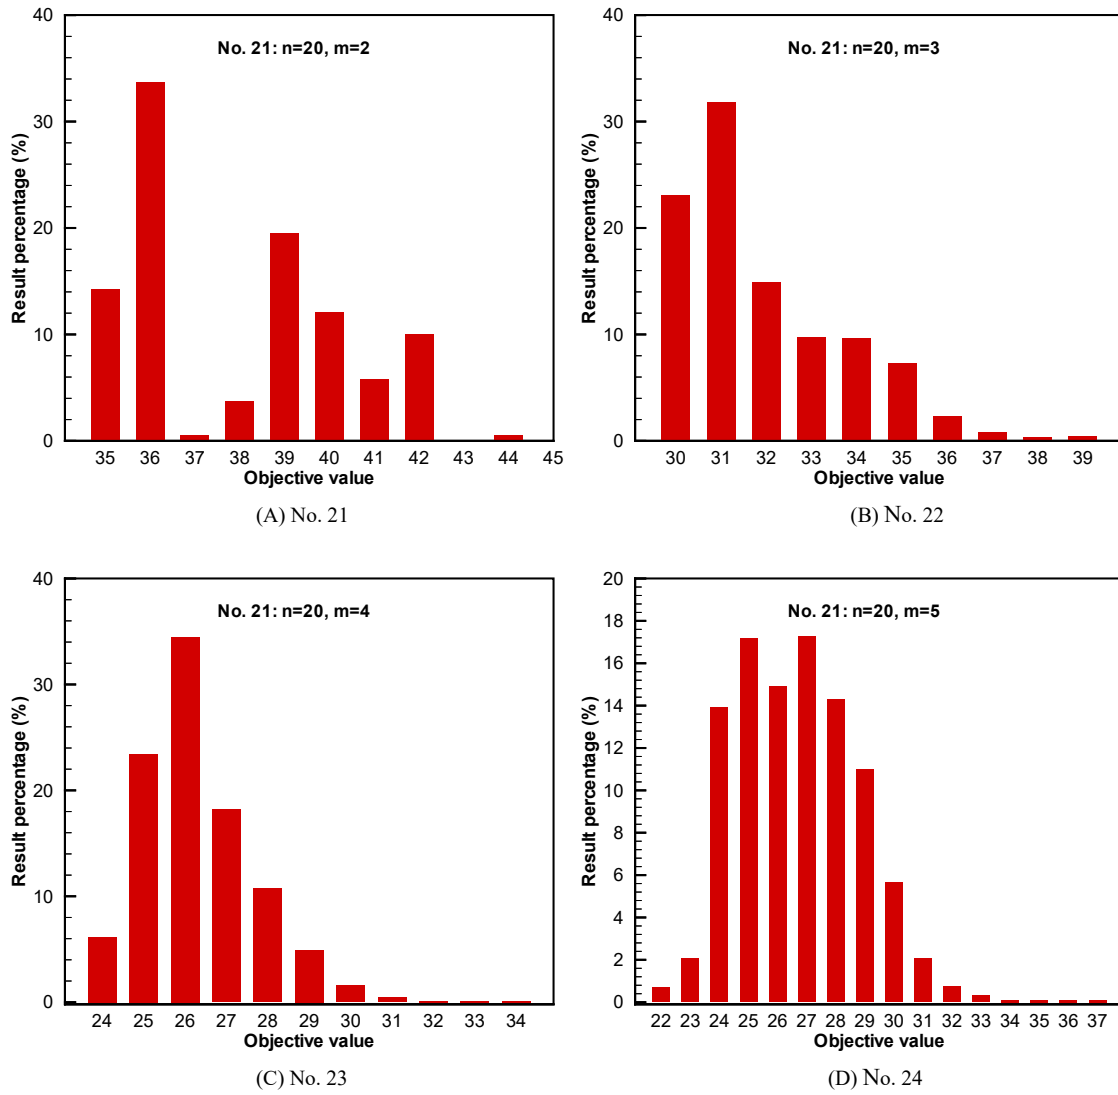 No. 21: n=20, m=2
Result percentage (%)
40
30
20
10
0
35 36 37 38 39 40 41 42 43 44 45
Objective value
(A) No. 21
No. 21: n=20, m=3
Result percentage (%)
40
30
20
10
0
30 31 32 33 34 35 36 37 38 39
Objective value
(B) No. 22
No. 21: n=20, m=4
Result percentage (%)
40
30
20
10
0
24 25 26 27 28 29 30 31 32 33 34
Objective value
(C) No. 23
No. 21: n=20, m=5
Result percentage (%)
20
18
16
14
12
10
8
6
4
2
0
22 23 24 25 26 27 28 29 30 31 32 33 34 35 36 37
Objective value
(D) No. 24